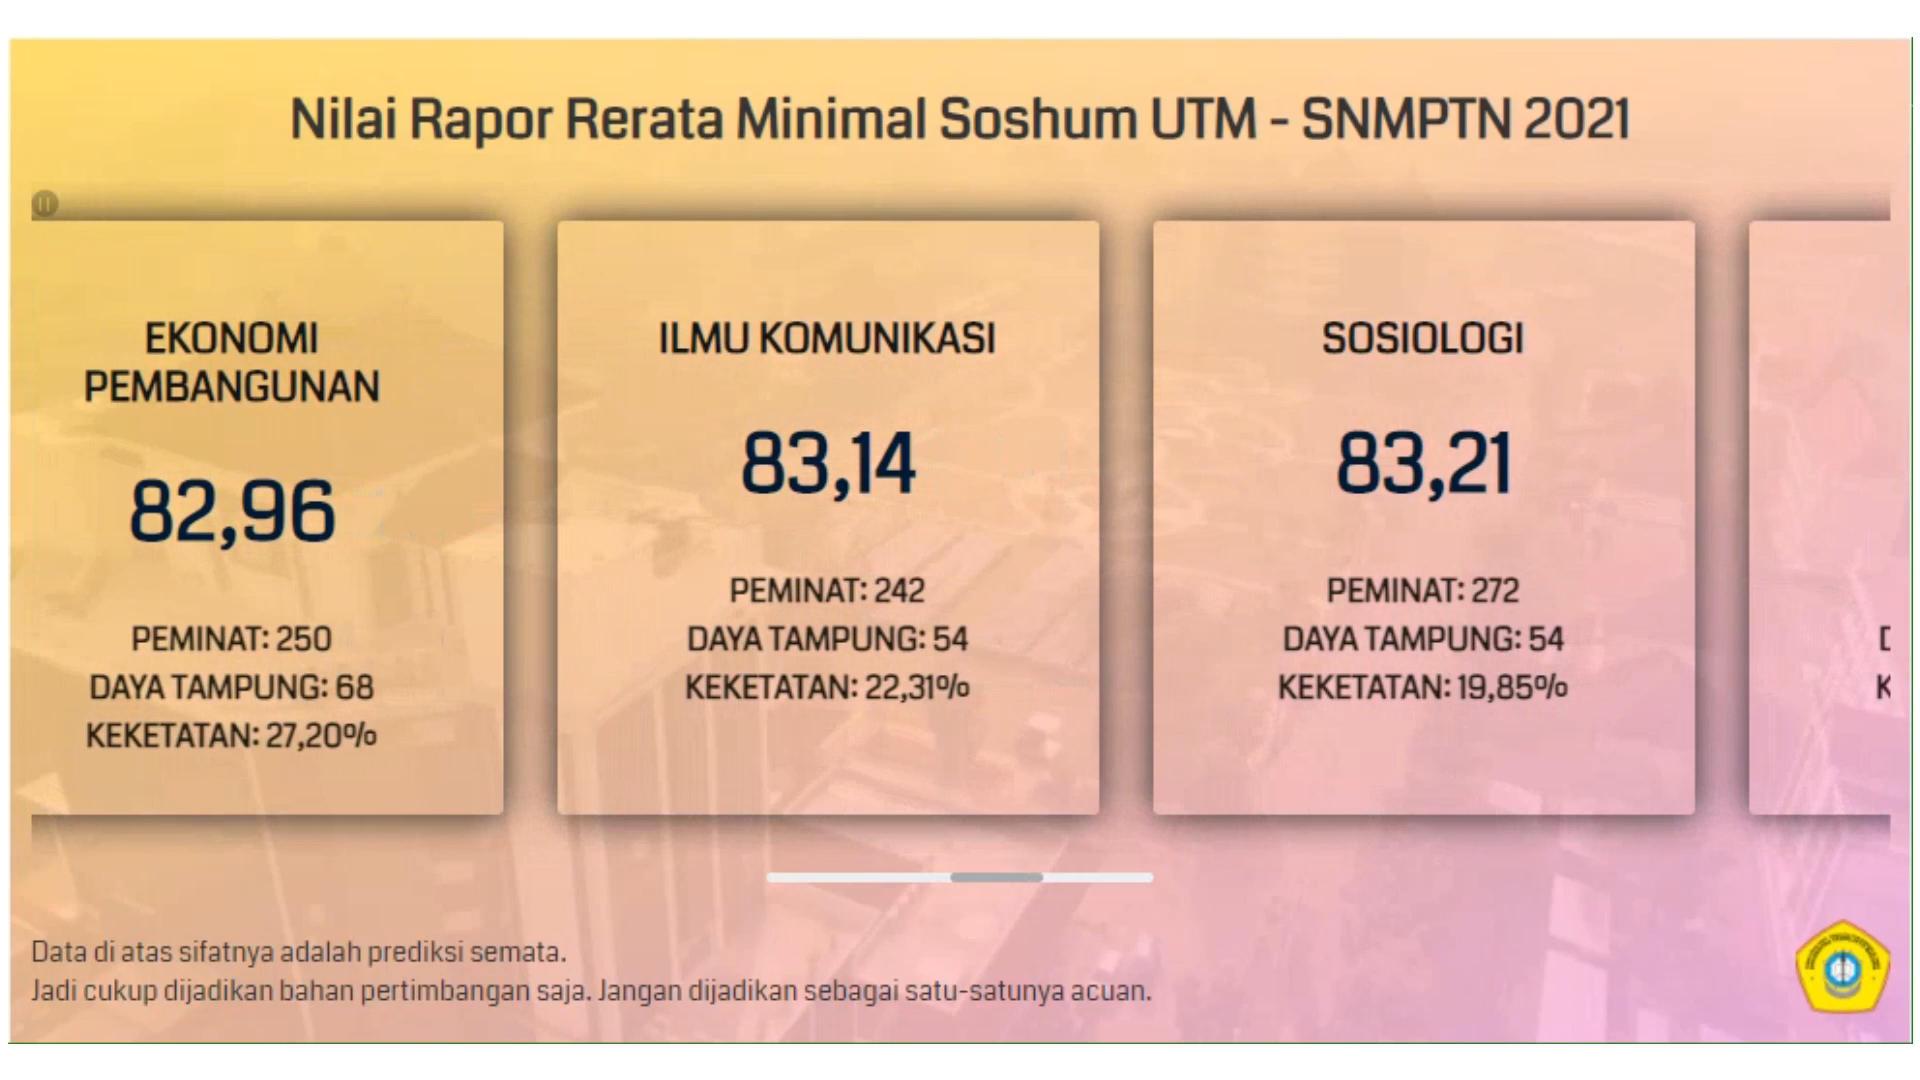 Nilai Rapor Rerata Minimal Soshum UTM - SNMPTN 2021
EKONOMI
PEMBANGUNAN
82,96
PEMINAT: 250
DAYA TAMPUNG: 68
KEKETATAN: 27,20%
ILMU KOMUNIKASI
83,14
PEMINAT: 242
DAYA TAMPUNG: 54
KEKETATAN: 22,31%
SOSIOLOGI
83,21
PEMINAT: 272
DAYA TAMPUNG: 54
KEKETATAN: 19,85%
K
Data di atas sifatnya adalah prediksi semata.
Jadi cukup dijadikan bahan pertimbangan saja. Jangan dijadikan sebagai satu-satunya acuan.